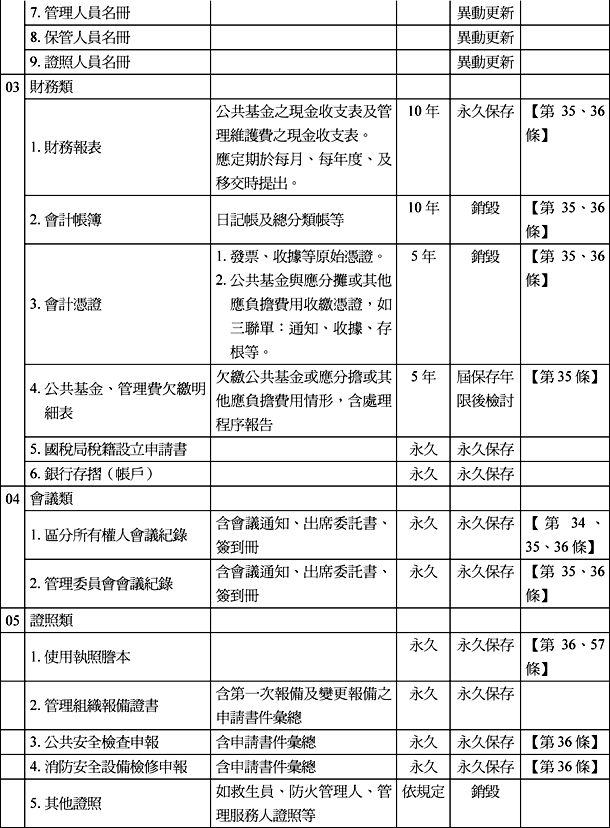 7. 管理人員名冊 異動更新
8. 保管人員名冊 異動更新
9. 證照人員名冊 異動更新
03 財務類
1. 財務報表 公共基金之現金收支表及管 10 年 永久保存 【第 35、36
理維護費之現金收支表。 條】
應定期於每月、每年度、及
移交時提出。
2. 會計帳簿 日記帳及總分類帳等 10 年 銷毀 【第 35、36
條】
3. 會計憑證 1. 發票、收據等原始憑證。 5 年 銷毀 【第 35、36
2. 公共基金與應分攤或其他 條】
應負擔費用收繳憑證，如
三聯單：通知、收據、存
根等。
4. 公共基金、管理費欠繳明 欠繳公共基金或應分擔或其 5 年 屆保存年 【第 35 條】
細表 他應負擔費用情形，含處理 限後檢討
程序報告
5. 國稅局稅籍設立申請書 永久 永久保存
6. 銀行存摺（帳戶） 永久 永久保存
04 會議類
1. 區分所有權人會議紀錄 含會議通知、出席委託書、 永久 永久保存 【第 34、
簽到冊 35、36 條】
2. 管理委員會會議紀錄 含會議通知、出席委託書、 永久 永久保存 【第 35、36
簽到冊 條】
05 證照類
1. 使用執照謄本 永久 永久保存 【第 36、57
條】
2. 管理組織報備證書 含第一次報備及變更報備之 永久 永久保存
申請書件彙總
3. 公共安全檢查申報 含申請書件彙總 永久 永久保存 【第 36 條】
4. 消防安全設備檢修申報 含申請書件彙總 永久 永久保存 【第 36 條】
5. 其他證照 如救生員、防火管理人、管 依規定 銷毀
理服務人證照等